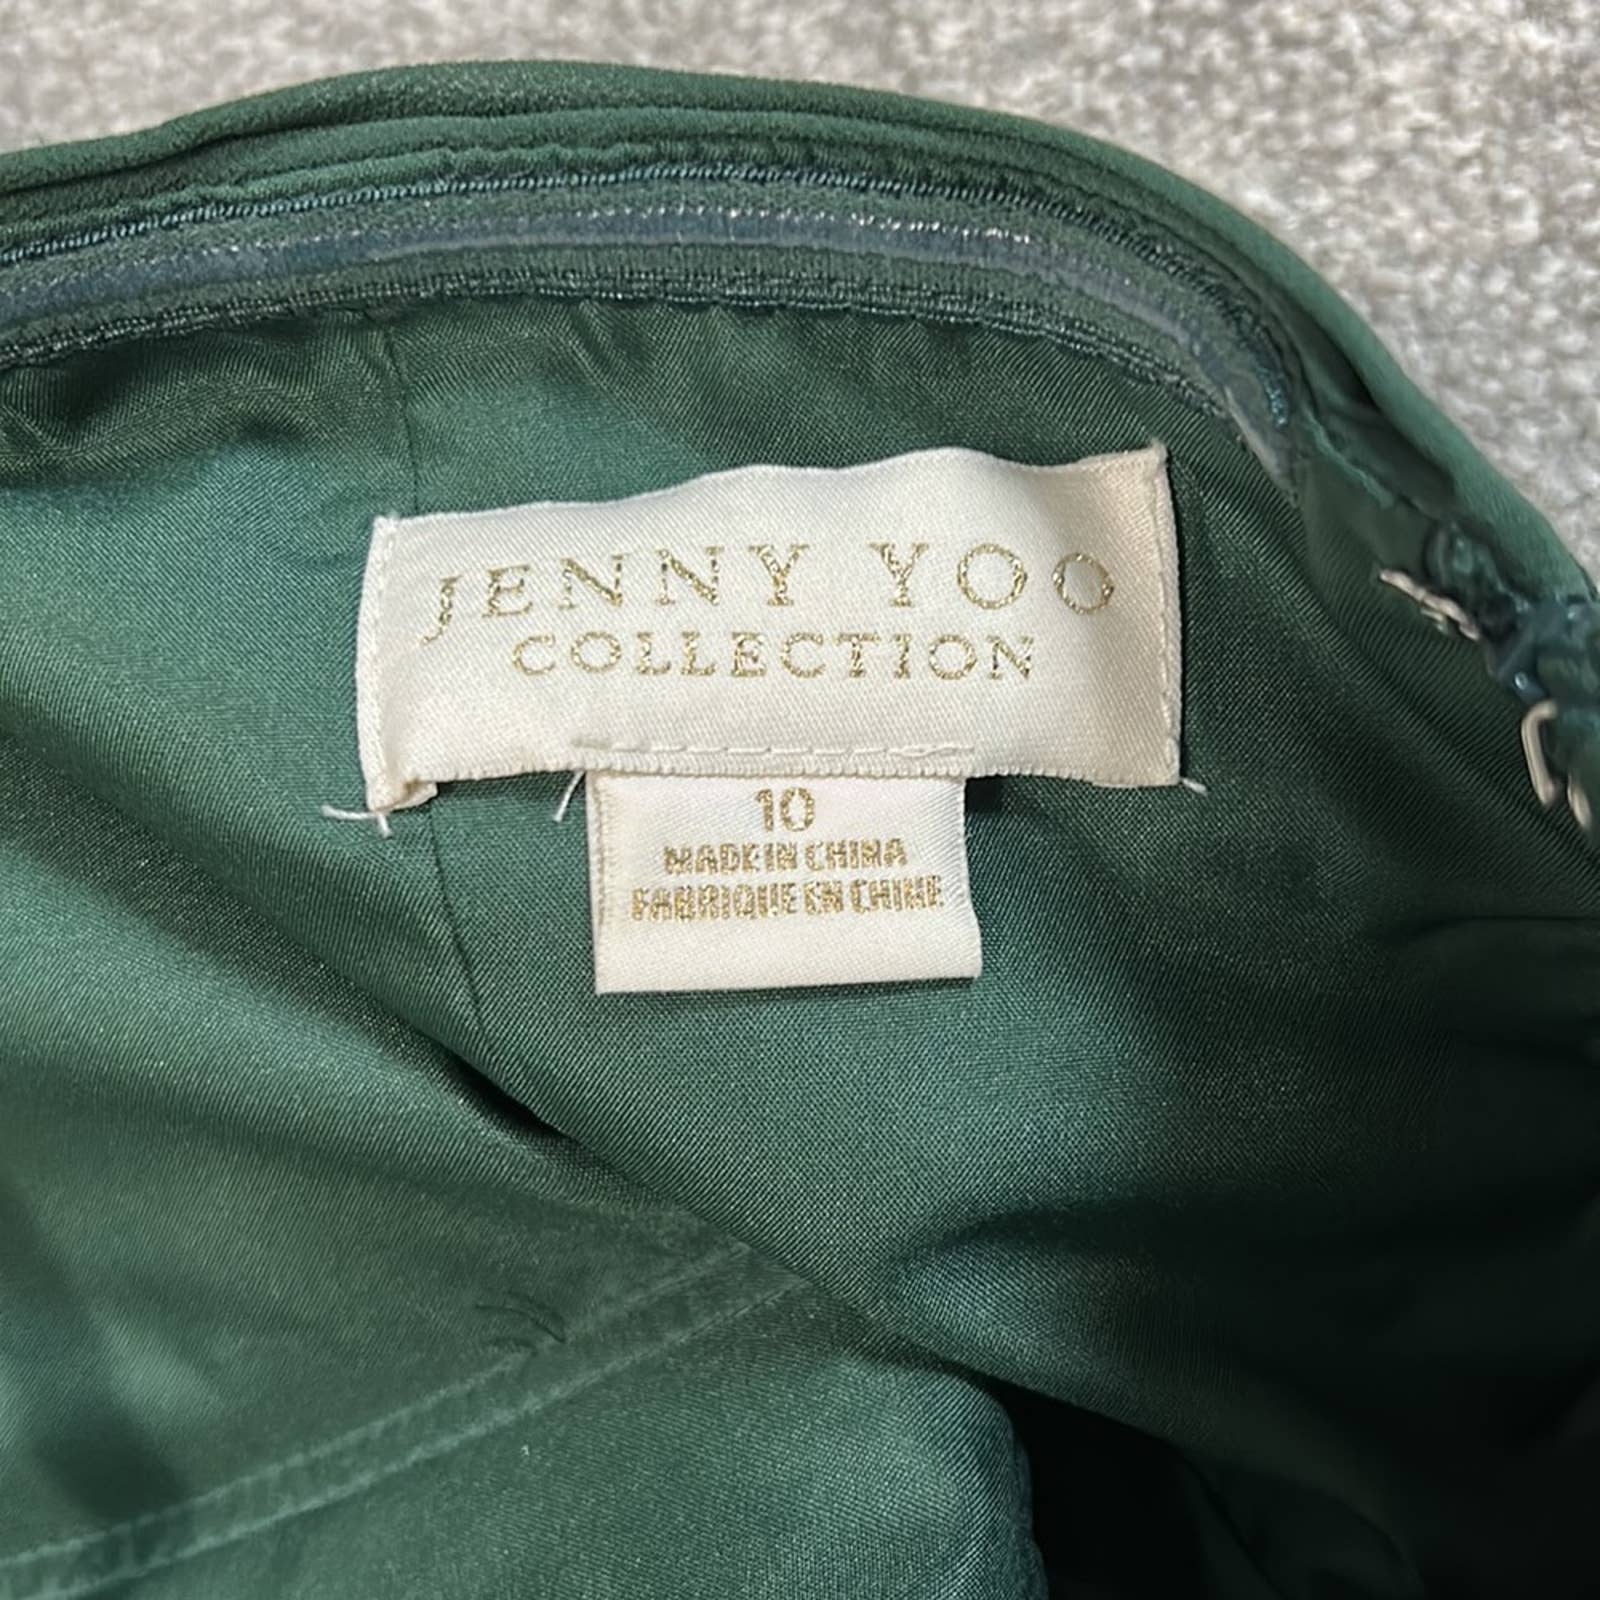 JENNY YOO
COLLECTION
10
MADE IN CHINA
FABRIQUE EN CHINE